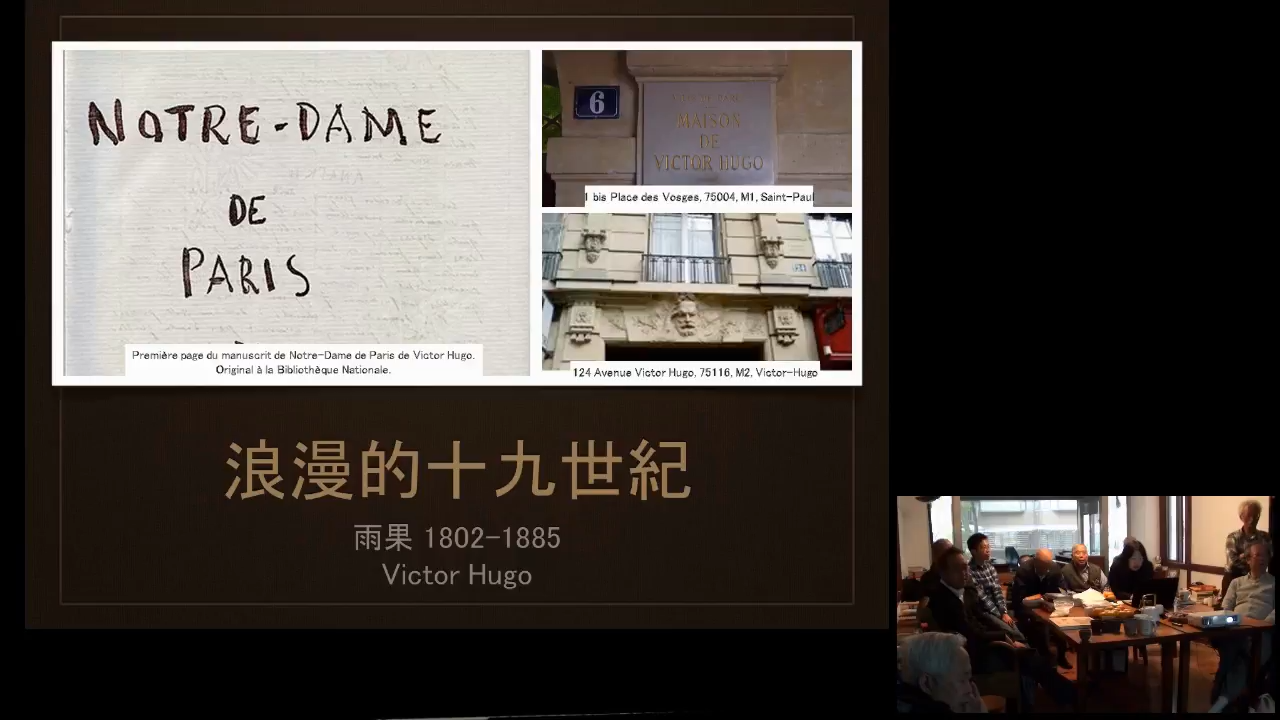 NOTRE-DAME
DE
PARIS
Première page du manuscrit de Notre-Dame de Paris de Victor Hugo.
Original à la Bibliothèque Nationale.
6
MAISON
DE
VICTOR HUGO
1 bis Place des Vosges, 75004, M1, Saint-Paul
124
124 Avenue Victor Hugo, 75116, M2, Victor-Hugo
浪漫的十九世紀
雨果 1802-1885
Victor Hugo